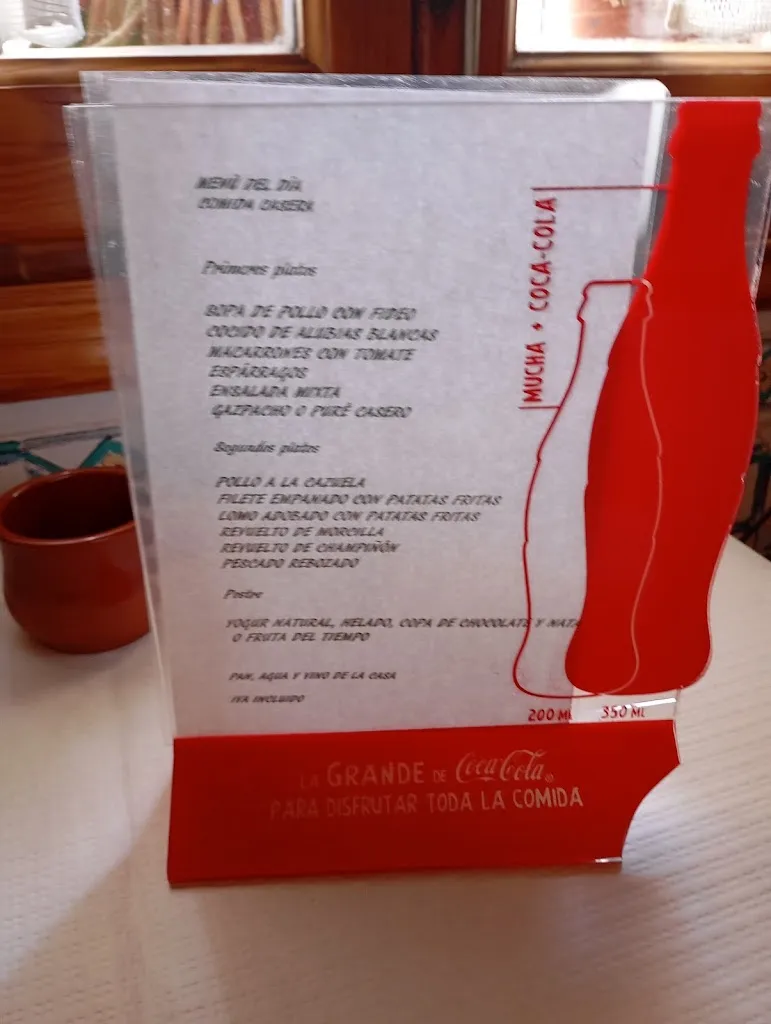 MENÚ DEL DÍA
COMIDA CASERA
Primeros platos
SOPA DE POLLO CON FIDEO
COCIDO DE ALUBIAS BLANCAS
MACARRONES CON TOMATE
ESPÁRRAGOS
ENSALADA MIXTA
GAZPACHO O PURÉ CASERO
Segundos platos
POLLO A LA CAZUELA
FILETE EMPANADO CON PATATAS FRITAS
LOMO ADOBADO CON PATATAS FRITAS
REVUELTO DE MORCILLA
REVUELTO DE CHAMPIÑÓN
PESCADO REBOZADO
Postre
YOGUR NATURAL, HELADO, COPA DE CHOCOLATE Y NATA
O FRUTA DEL TIEMPO
PAN, AGUA Y VINO DE LA CASA
IVA INCLUIDO
MUCHA + COCA-COLA
200 ML 350 ML
LA GRANDE DE Coca-Cola®
PARA DISFRUTAR TODA LA COMIDA